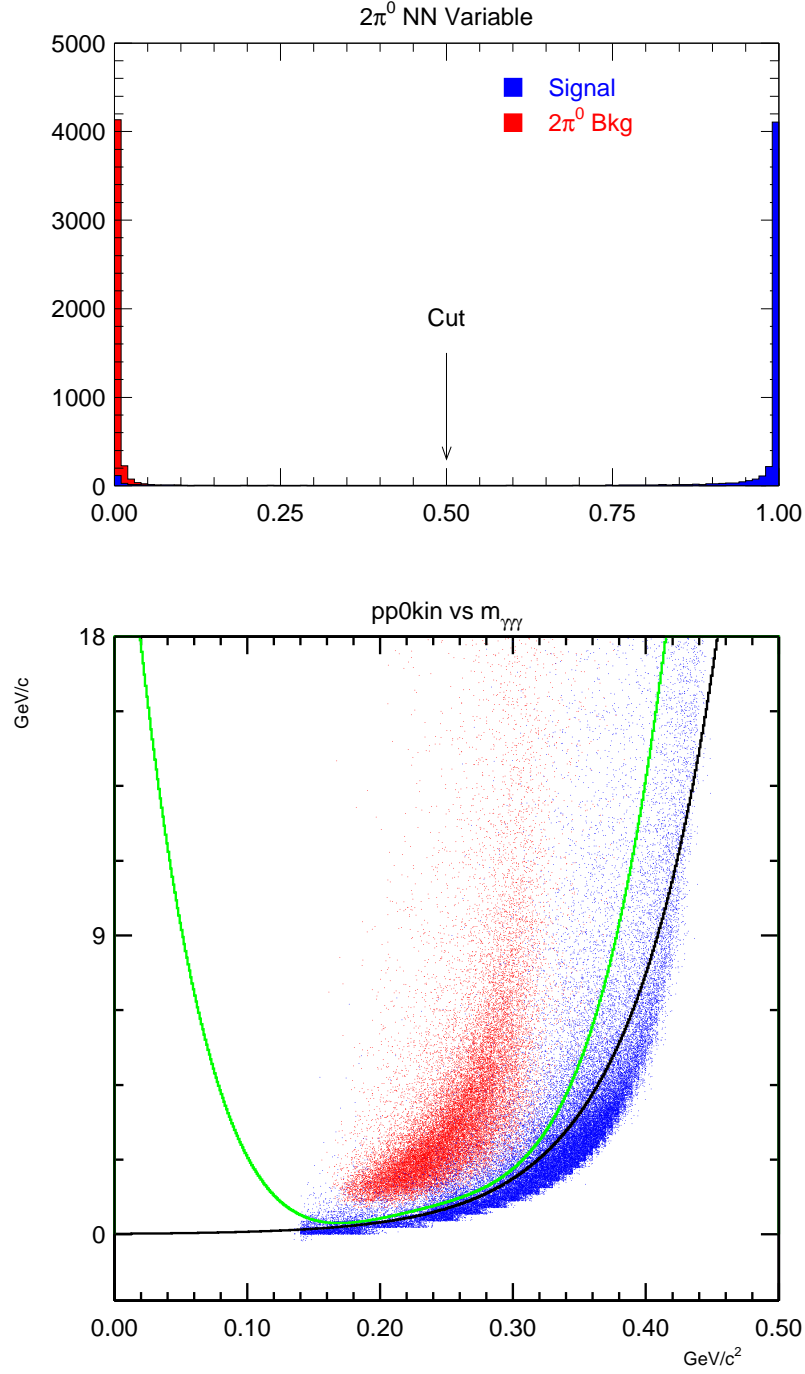 2π⁰ NN Variable
5000
4000
3000
2000
1000
0
Signal
2π⁰ Bkg
Cut
0.00 0.25 0.50 0.75 1.00
pp0kin vs m_γγγ
GeV/c
18
9
0
0.00 0.10 0.20 0.30 0.40 0.50
GeV/c²